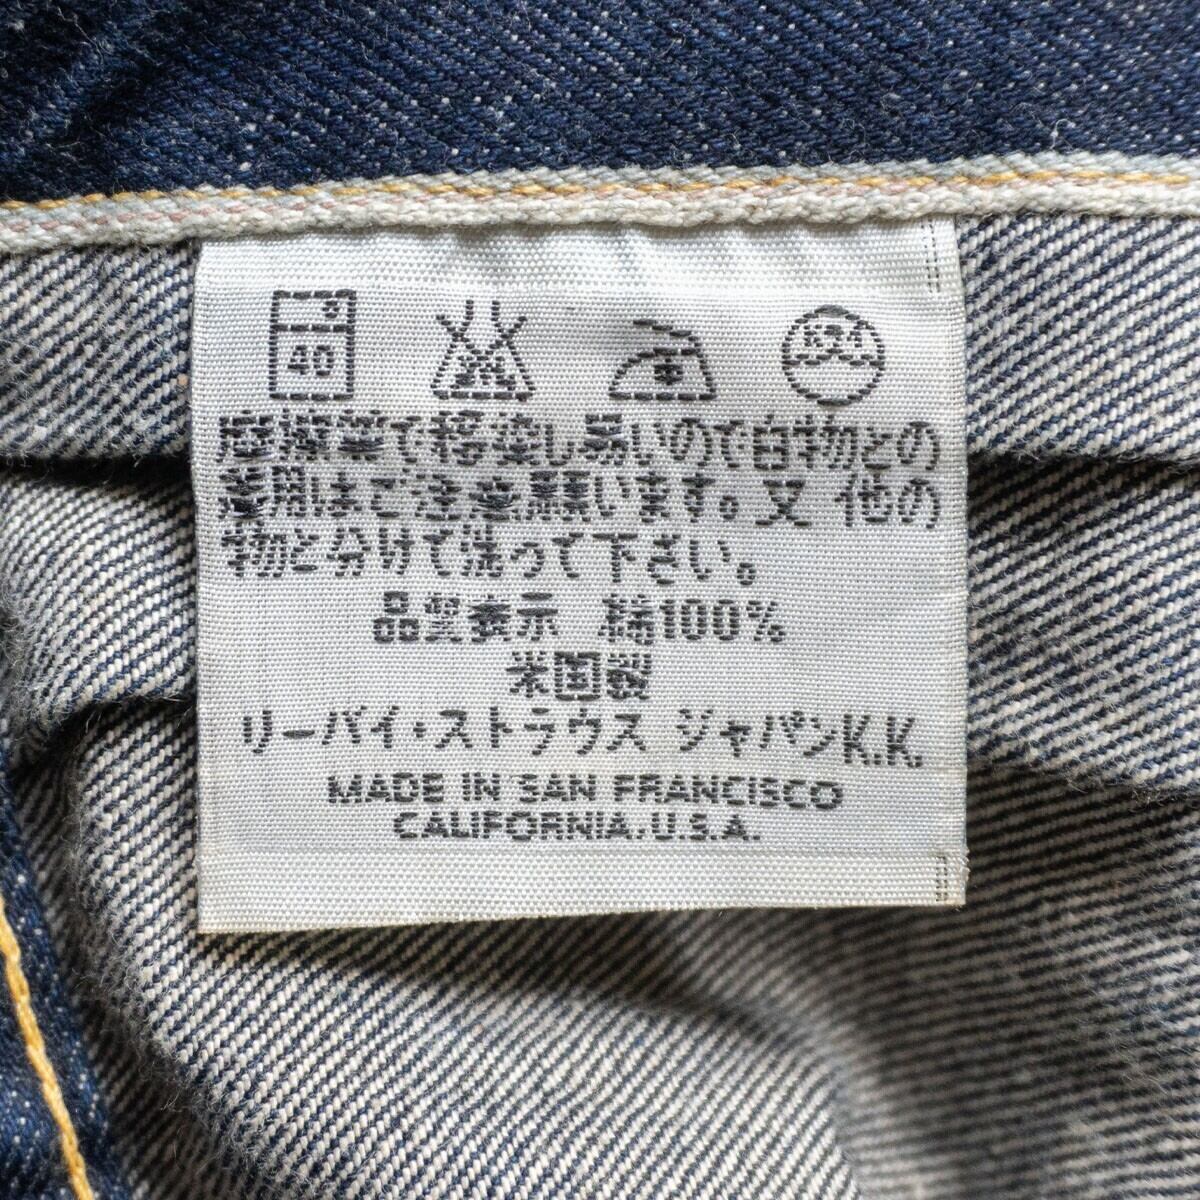 40
摩擦等で移染し易いので白物との
着用はご注意願います。又 他の
物と分けて洗って下さい。
品質表示 綿100%
米国製
リーバイ・ストラウス ジャパンK.K.
MADE IN SAN FRANCISCO
CALIFORNIA.U.S.A.